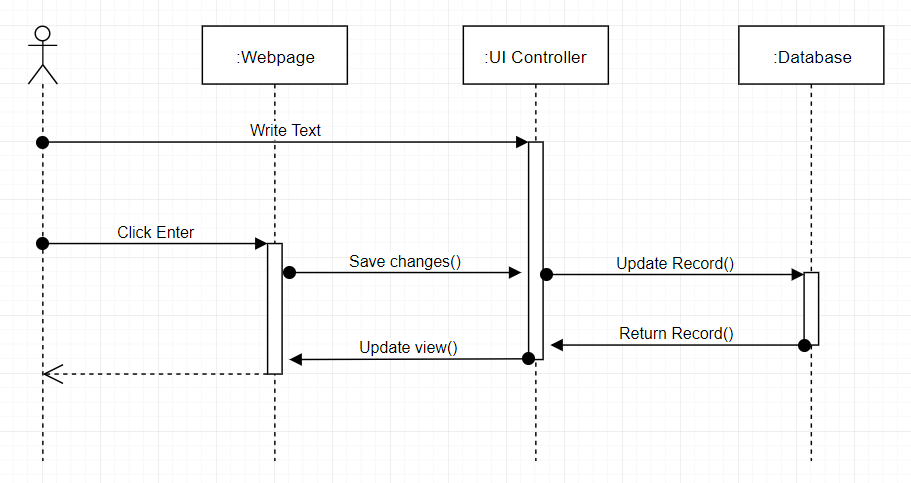 :Webpage
:UI Controller
:Database
Write Text
Click Enter
Save changes()
Update Record()
Return Record()
Update view()